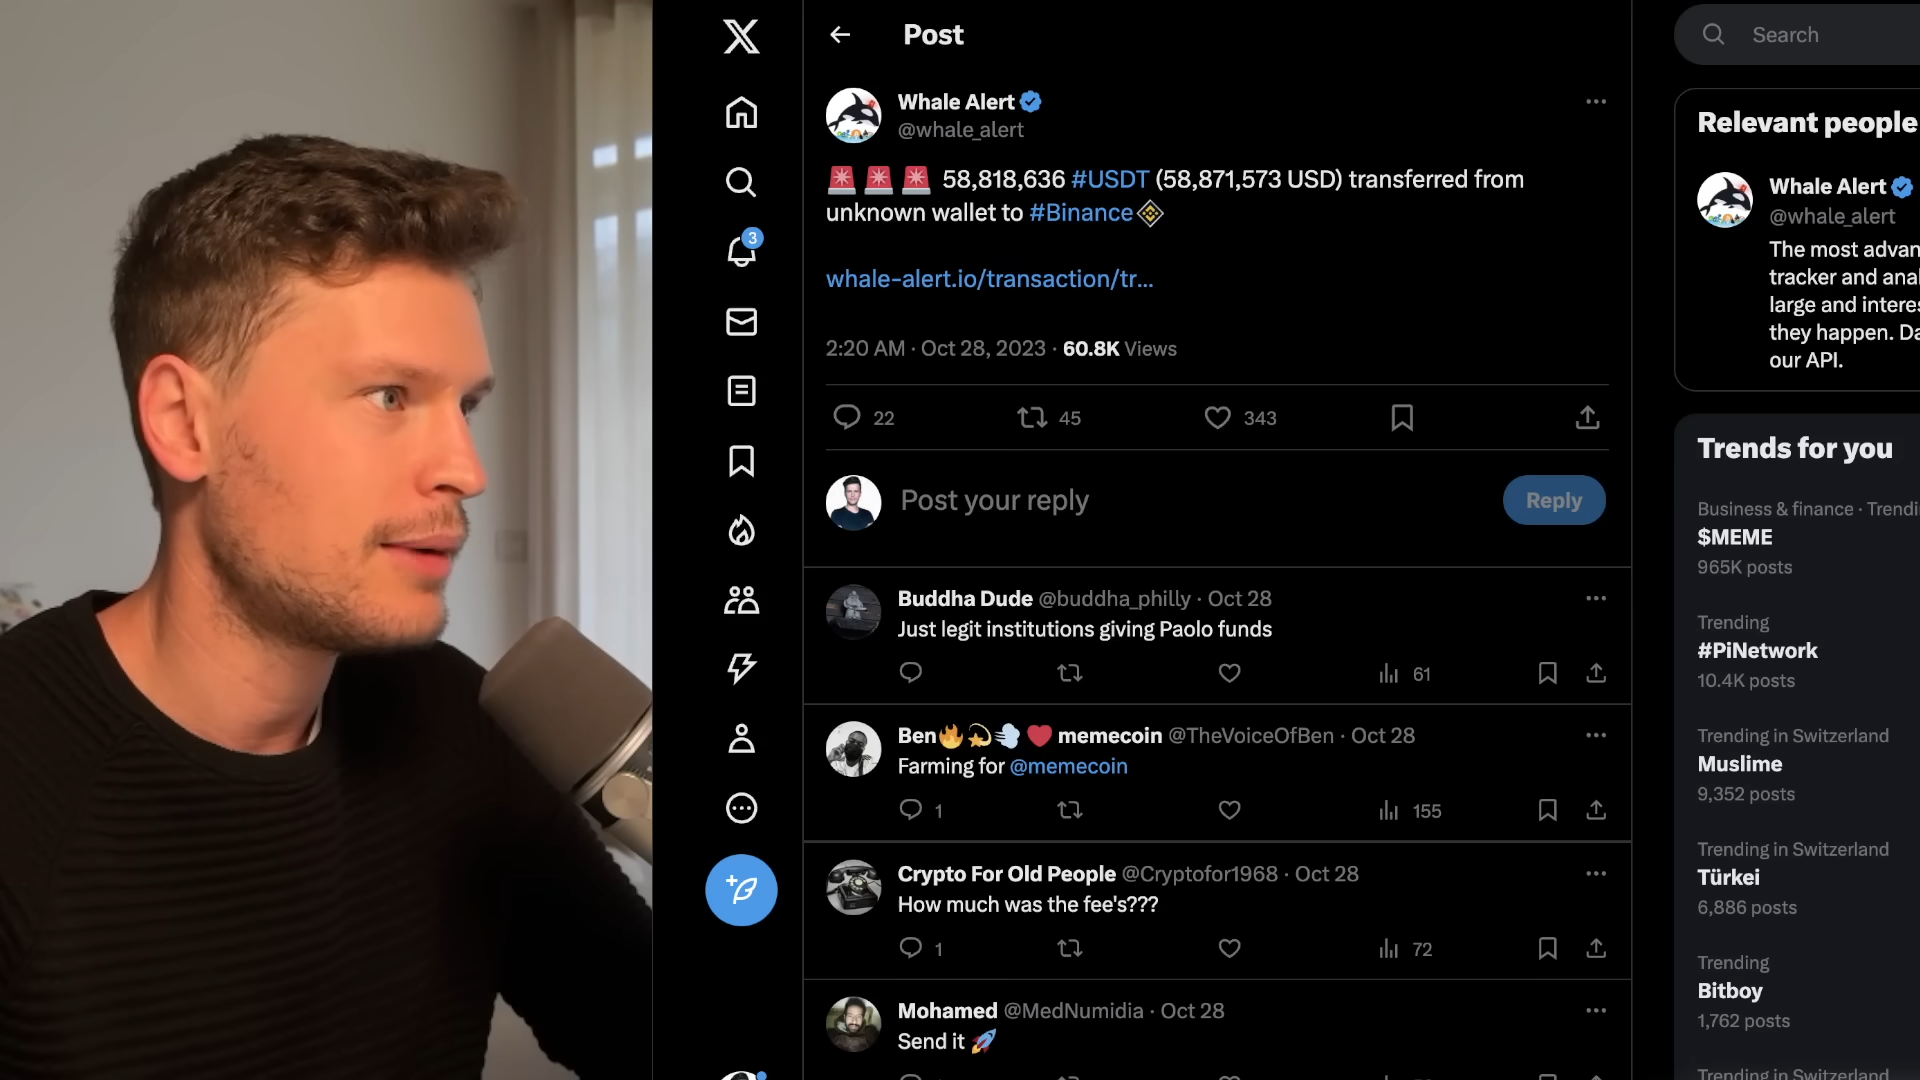 Post
Search
Whale Alert
@whale_alert
🚨 🚨 🚨 58,818,636 #USDT (58,871,573 USD) transferred from
unknown wallet to #Binance
whale-alert.io/transaction/tr...
2:20 AM · Oct 28, 2023 · 60.8K Views
22 45 343
Post your reply
Reply
Buddha Dude @buddha_philly · Oct 28
Just legit institutions giving Paolo funds
61
Ben🔥💫💨 ❤️ memecoin @TheVoiceOfBen · Oct 28
Farming for @memecoin
1 155
Crypto For Old People @Cryptofor1968 · Oct 28
How much was the fee's???
1 72
Mohamed @MedNumidia · Oct 28
Send it 🚀
3
Relevant people
Whale Alert
@whale_alert
The most advan
tracker and anal
large and interes
they happen. Da
our API.
Trends for you
Business & finance · Trendi
$MEME
965K posts
Trending
#PiNetwork
10.4K posts
Trending in Switzerland
Muslime
9,352 posts
Trending in Switzerland
Türkei
6,886 posts
Trending
Bitboy
1,762 posts
Trending in Switzerland